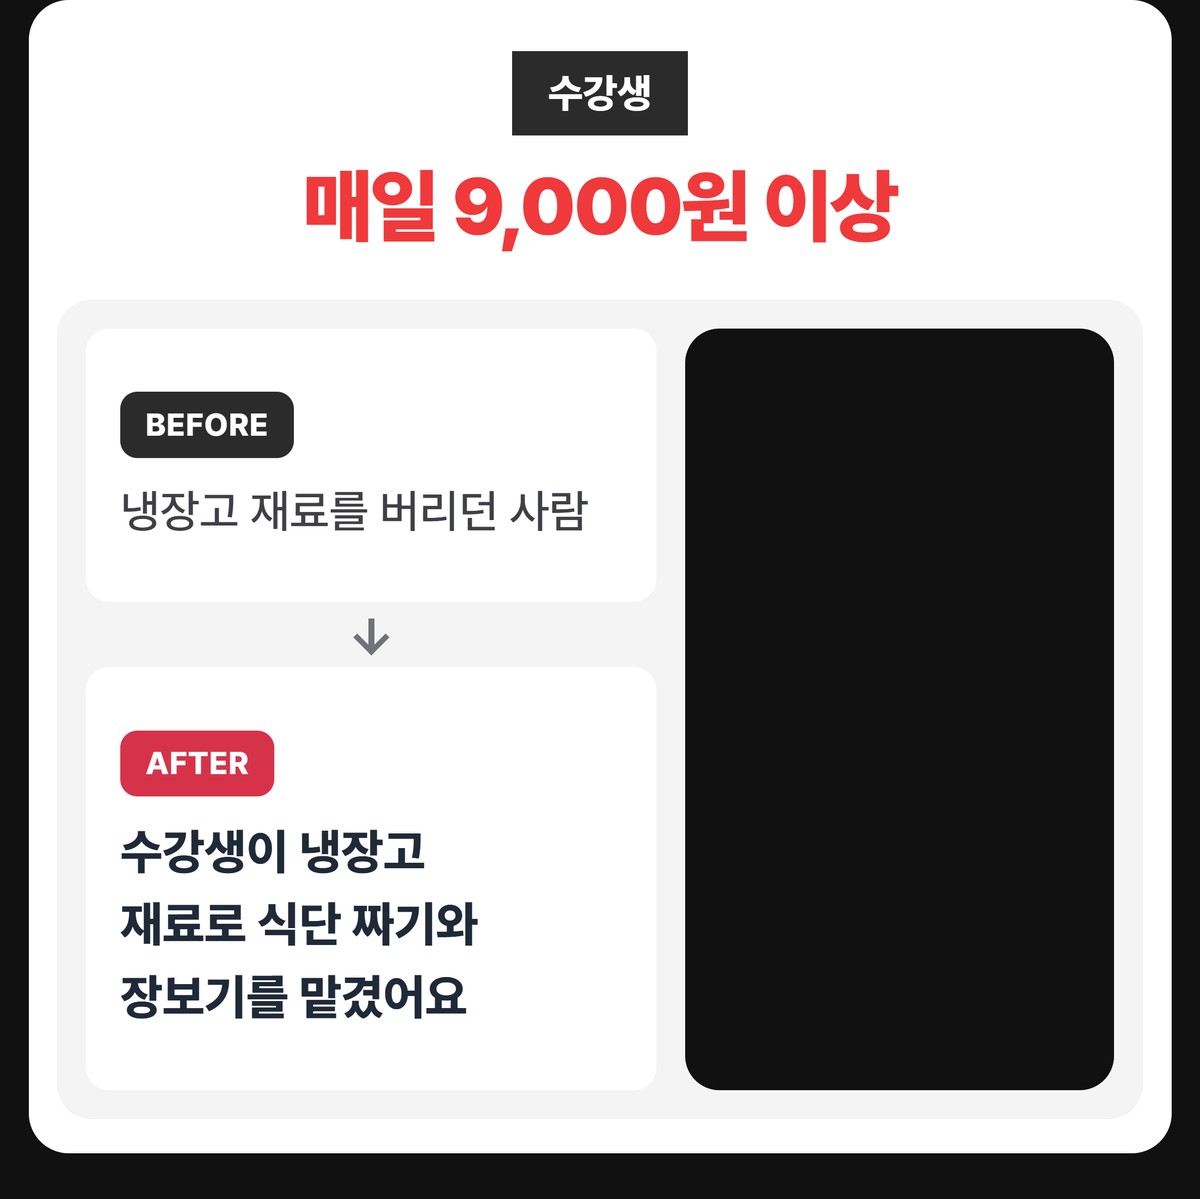 수강생
매일 9,000원 이상
BEFORE
냉장고 재료를 버리던 사람
AFTER
수강생이 냉장고
재료로 식단 짜기와
장보기를 맡겼어요